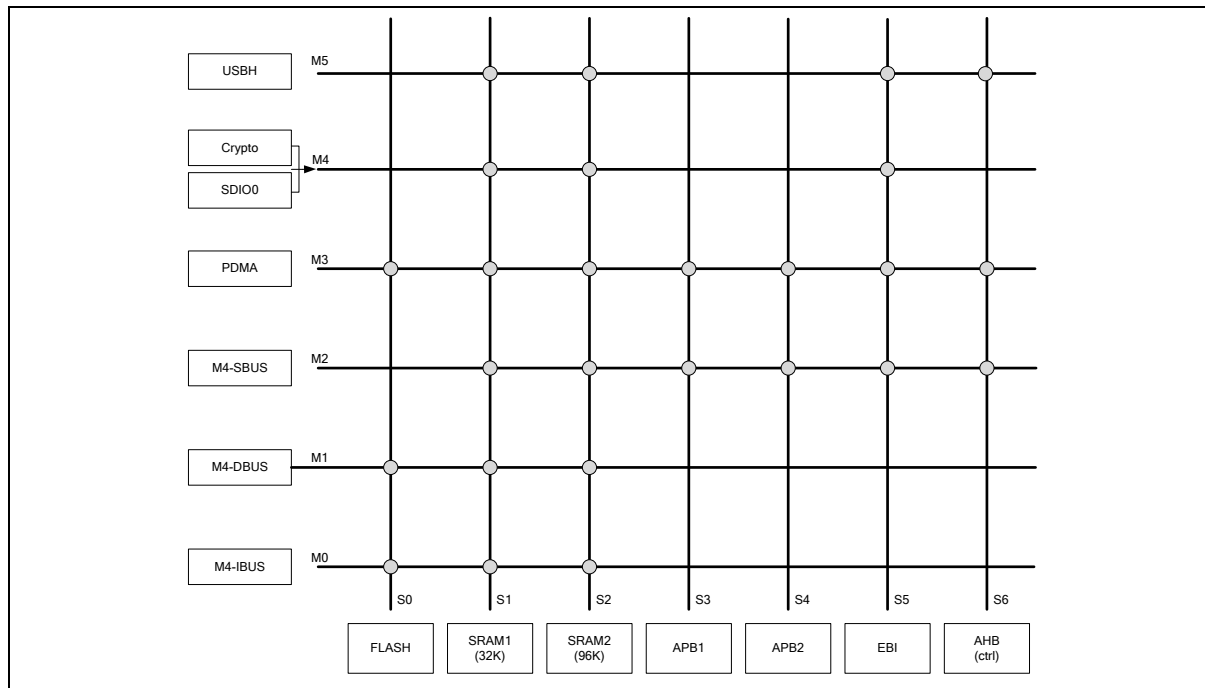 M5
USBH
Crypto
M4
SDIO0
M3
PDMA
M2
M4-SBUS
M1
M4-DBUS
M0
M4-IBUS
S0 S1 S2 S3 S4 S5 S6
FLASH
SRAM1
(32K)
SRAM2
(96K)
APB1
APB2
EBI
AHB
(ctrl)